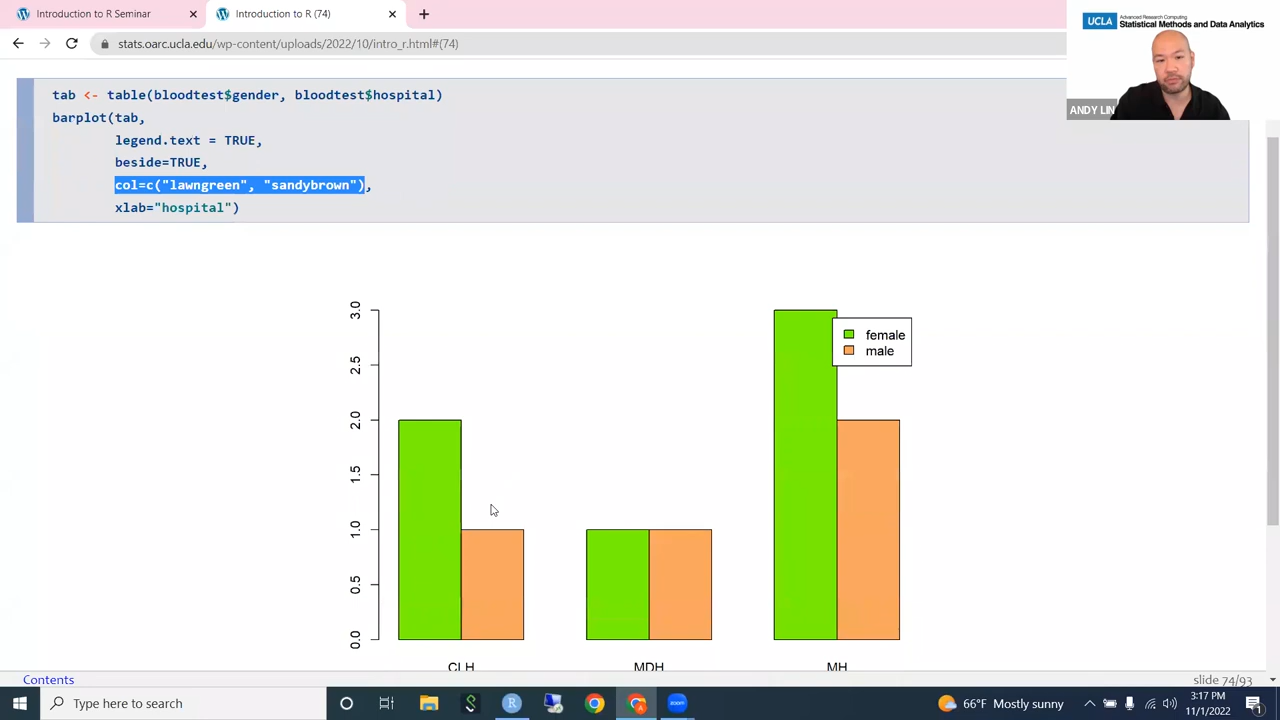 Introduction to R Seminar
Introduction to R (74)
stats.oarc.ucla.edu/wp-content/uploads/2022/10/intro_r.html#(74)
UCLA Advanced Research Computing
Statistical Methods and Data Analytics
ANDY LIN
tab <- table(bloodtest$gender, bloodtest$hospital)
barplot(tab,
legend.text = TRUE,
beside=TRUE,
col=c("lawngreen", "sandybrown"),
xlab="hospital")
3.0
2.5
2.0
1.5
1.0
0.5
0.0
female
male
CLH MDH MH
Contents
slide 74/93
Type here to search
S
R
A
zoom
66°F Mostly sunny
3:17 PM
11/1/2022
1